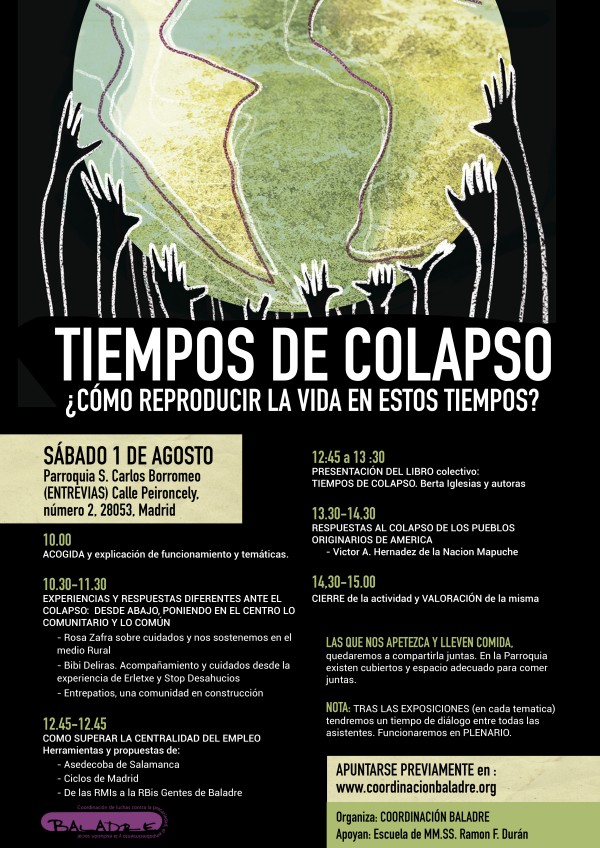 TIEMPOS DE COLAPSO
¿CÓMO REPRODUCIR LA VIDA EN ESTOS TIEMPOS?
SÁBADO 1 DE AGOSTO
Parroquia S. Carlos Borromeo
(ENTREVIAS) Calle Peironcely,
número 2, 28053, Madrid
10.00
ACOGIDA y explicación de funcionamiento y temáticas.
10.30-11.30
EXPERIENCIAS Y RESPUESTAS DIFERENTES ANTE EL
COLAPSO: DESDE ABAJO, PONIENDO EN EL CENTRO LO
COMUNITARIO Y LO COMÚN
- Rosa Zafra sobre cuidados y nos sostenemos en el
medio Rural
- Bibi Deliras. Acompañamiento y cuidados desde la
experiencia de Erletxe y Stop Desahucios
- Entrepatios, una comunidad en construcción
12.45-12.45
COMO SUPERAR LA CENTRALIDAD DEL EMPLEO
Herramientas y propuestas de:
- Asedecoba de Salamanca
- Ciclos de Madrid
- De las RMIs a la RBis Gentes de Baladre
BALADRE
12:45 a 13 :30
PRESENTACIÓN DEL LIBRO colectivo:
TIEMPOS DE COLAPSO. Berta Iglesias y autoras
13.30-14.30
RESPUESTAS AL COLAPSO DE LOS PUEBLOS
ORIGINARIOS DE AMERICA
- Victor A. Hernadez de la Nacion Mapuche
14,30-15.00
CIERRE de la actividad y VALORACIÓN de la misma
LAS QUE NOS APETEZCA Y LLEVEN COMIDA,
quedaremos a compartirla juntas. En la Parroquia
existen cubiertos y espacio adecuado para comer
juntas.
NOTA: TRAS LAS EXPOSICIONES (en cada tematica)
tendremos un tiempo de diálogo entre todas las
asistentes. Funcionaremos en PLENARIO.
APUNTARSE PREVIAMENTE en :
www.coordinacionbaladre.org
Organiza: COORDINACIÓN BALADRE
Apoyan: Escuela de MM.SS. Ramon F. Durán